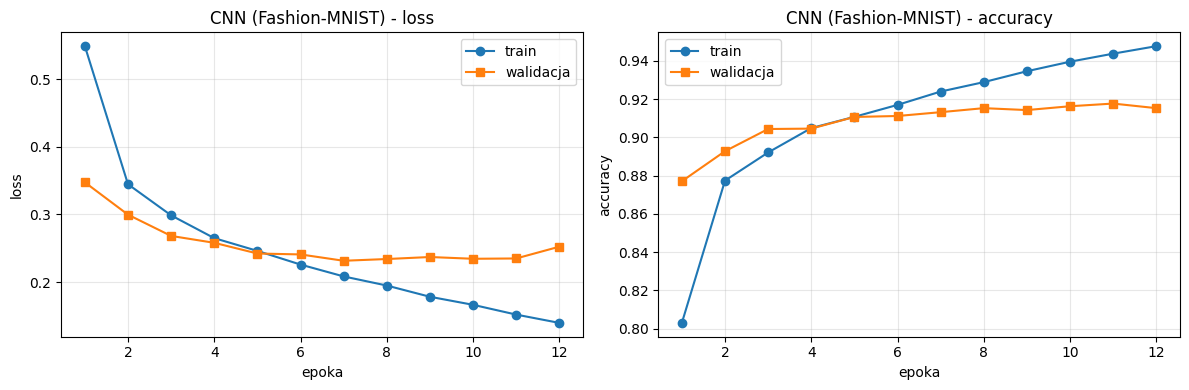 CNN (Fashion-MNIST) - loss
train
walidacja
0.5
0.4
0.3
0.2
loss
2
4
6
8
10
12
epoka
CNN (Fashion-MNIST) - accuracy
train
walidacja
0.94
0.92
0.90
0.88
0.86
0.84
0.82
0.80
accuracy
2
4
6
8
10
12
epoka